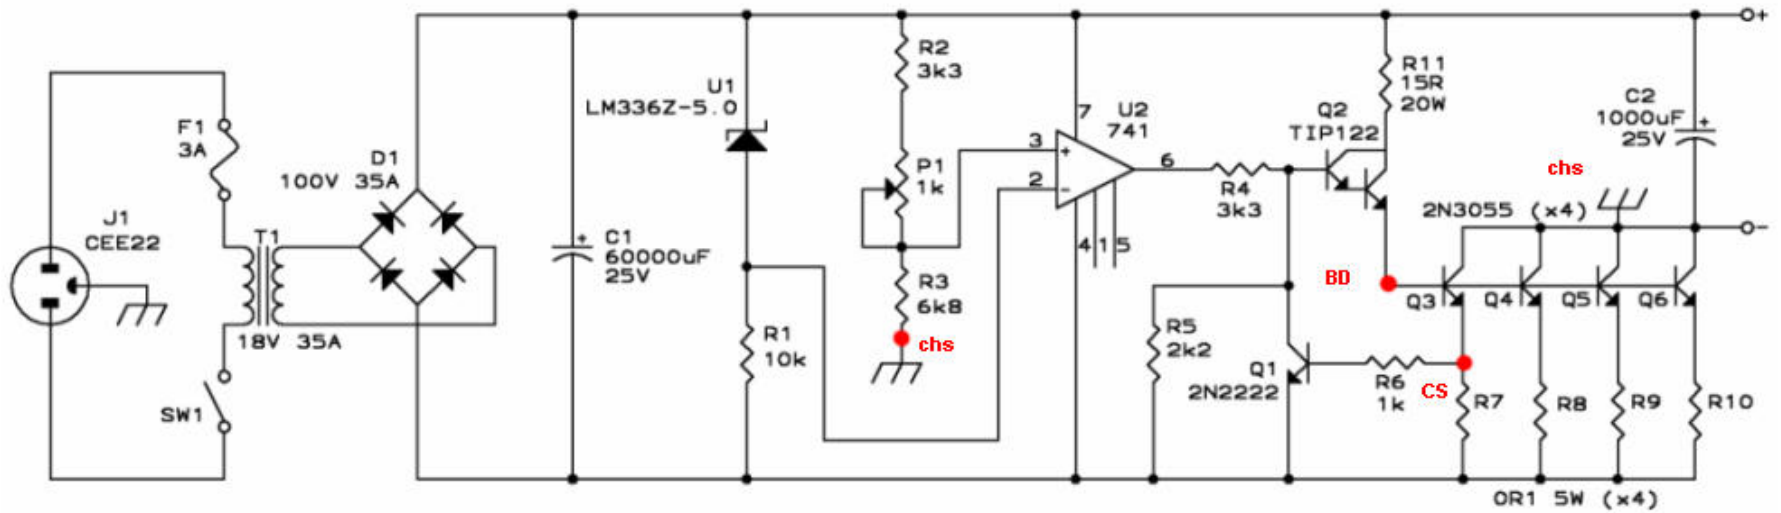 J1
CEE22
F1
3A
T1
18V 35A
SW1
D1
100V 35A
C1
60000uF
25V
+
U1
LM336Z-5.0
R1
10k
R2
3k3
P1
1k
R3
6k8
chs
U2
741
7
3
+
2
-
6
4
1
5
R4
3k3
R5
2k2
Q1
2N2222
R6
1k
Q2
TIP122
R11
15R
20W
BD
CS
chs
2N3055 (x4)
Q3
Q4
Q5
Q6
R7
R8
R9
R10
0R1 5W (x4)
C2
1000uF
25V
+
+
-